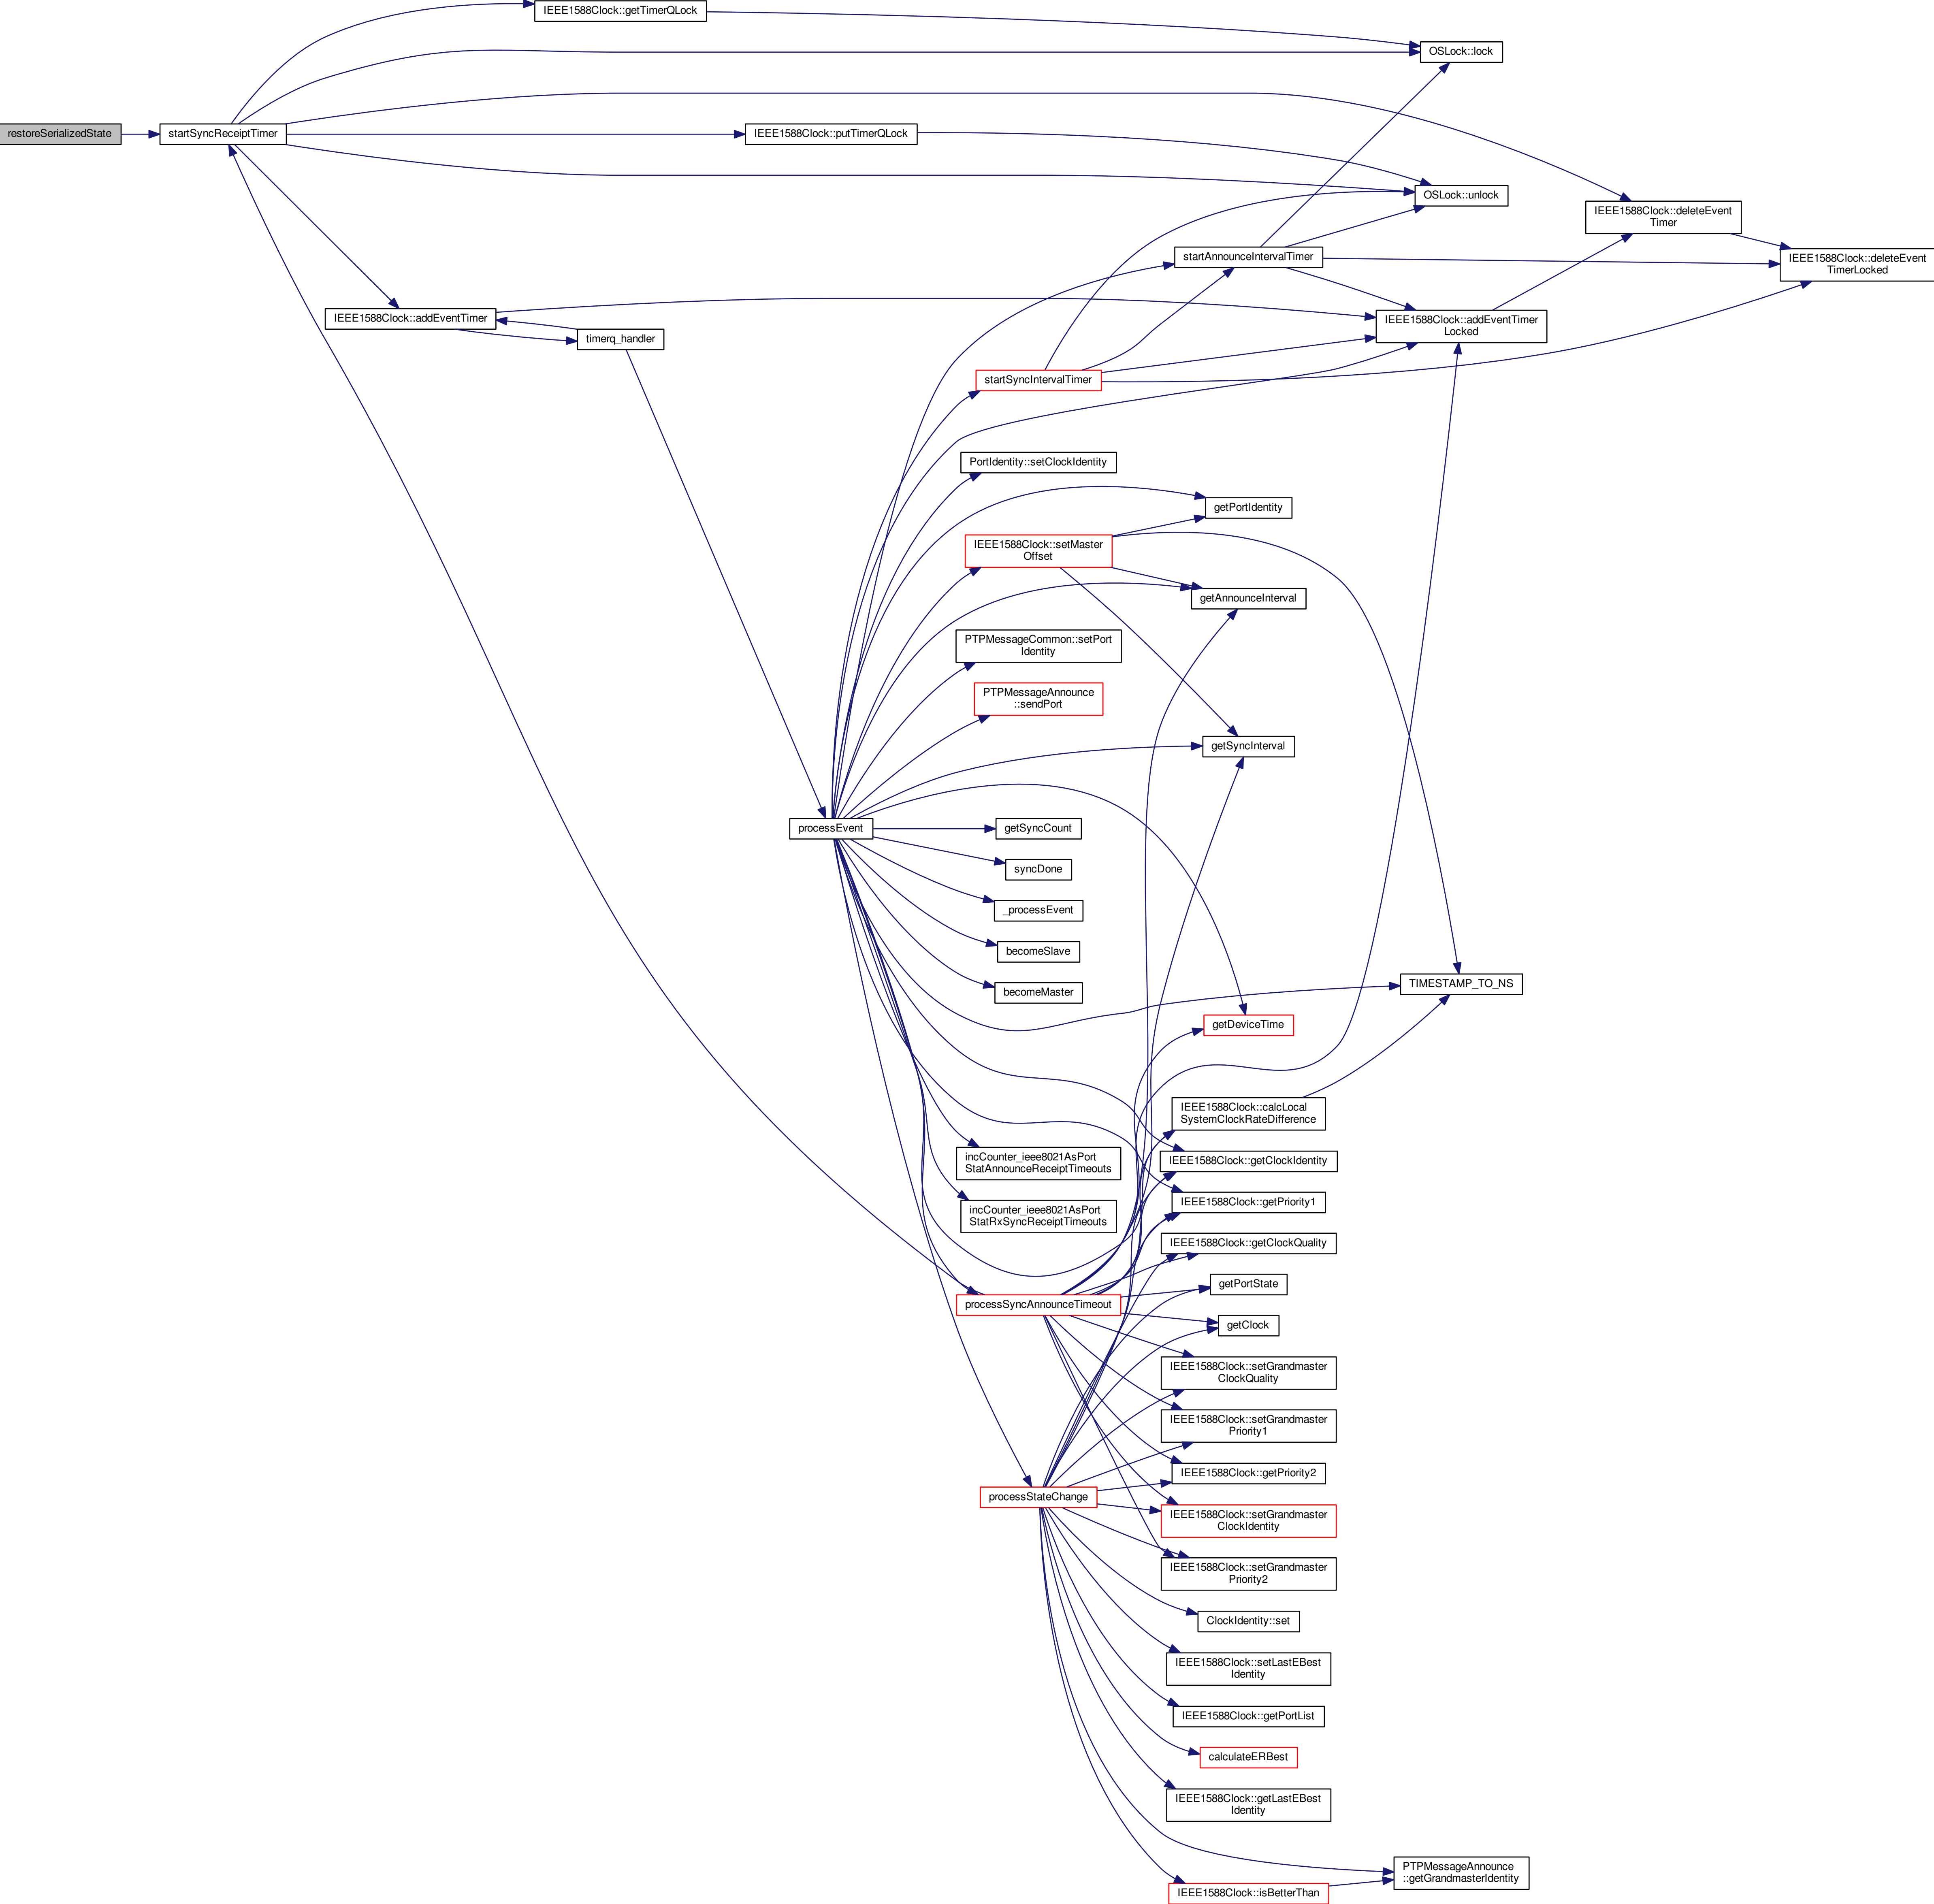 IEEE1588Clock::getTimerQLock
OSLock::lock
restoreSerializedState
startSyncReceiptTimer
IEEE1588Clock::putTimerQLock
OSLock::unlock
IEEE1588Clock::deleteEvent
Timer
startAnnounceIntervalTimer
IEEE1588Clock::deleteEvent
TimerLocked
IEEE1588Clock::addEventTimer
timerq_handler
IEEE1588Clock::addEventTimer
Locked
startSyncIntervalTimer
PortIdentity::setClockIdentity
getPortIdentity
IEEE1588Clock::setMaster
Offset
getAnnounceInterval
PTPMessageCommon::setPort
Identity
PTPMessageAnnounce
::sendPort
getSyncInterval
processEvent
getSyncCount
syncDone
_processEvent
becomeSlave
becomeMaster
TIMESTAMP_TO_NS
getDeviceTime
IEEE1588Clock::calcLocal
SystemClockRateDifference
incCounter_ieee8021AsPort
StatAnnounceReceiptTimeouts
IEEE1588Clock::getClockIdentity
IEEE1588Clock::getPriority1
incCounter_ieee8021AsPort
StatRxSyncReceiptTimeouts
IEEE1588Clock::getClockQuality
getPortState
processSyncAnnounceTimeout
getClock
IEEE1588Clock::setGrandmaster
ClockQuality
IEEE1588Clock::setGrandmaster
Priority1
IEEE1588Clock::getPriority2
processStateChange
IEEE1588Clock::setGrandmaster
ClockIdentity
IEEE1588Clock::setGrandmaster
Priority2
ClockIdentity::set
IEEE1588Clock::setLastEBest
Identity
IEEE1588Clock::getPortList
calculateERBest
IEEE1588Clock::getLastEBest
Identity
PTPMessageAnnounce
::getGrandmasterIdentity
IEEE1588Clock::isBetterThan